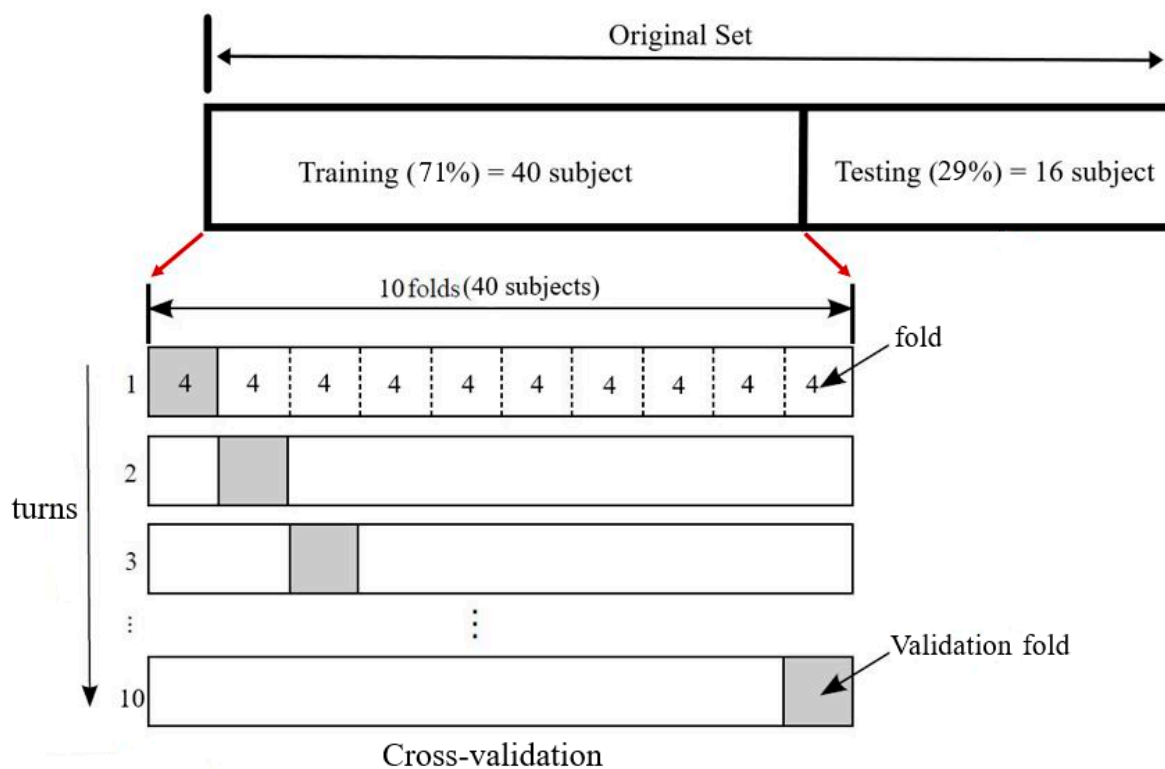 Original Set
Training (71%) = 40 subject
Testing (29%) = 16 subject
10 folds (40 subjects)
fold
1 4 4 4 4 4 4 4 4 4 4
2
turns
3
⋮ ⋮
Validation fold
10
Cross-validation